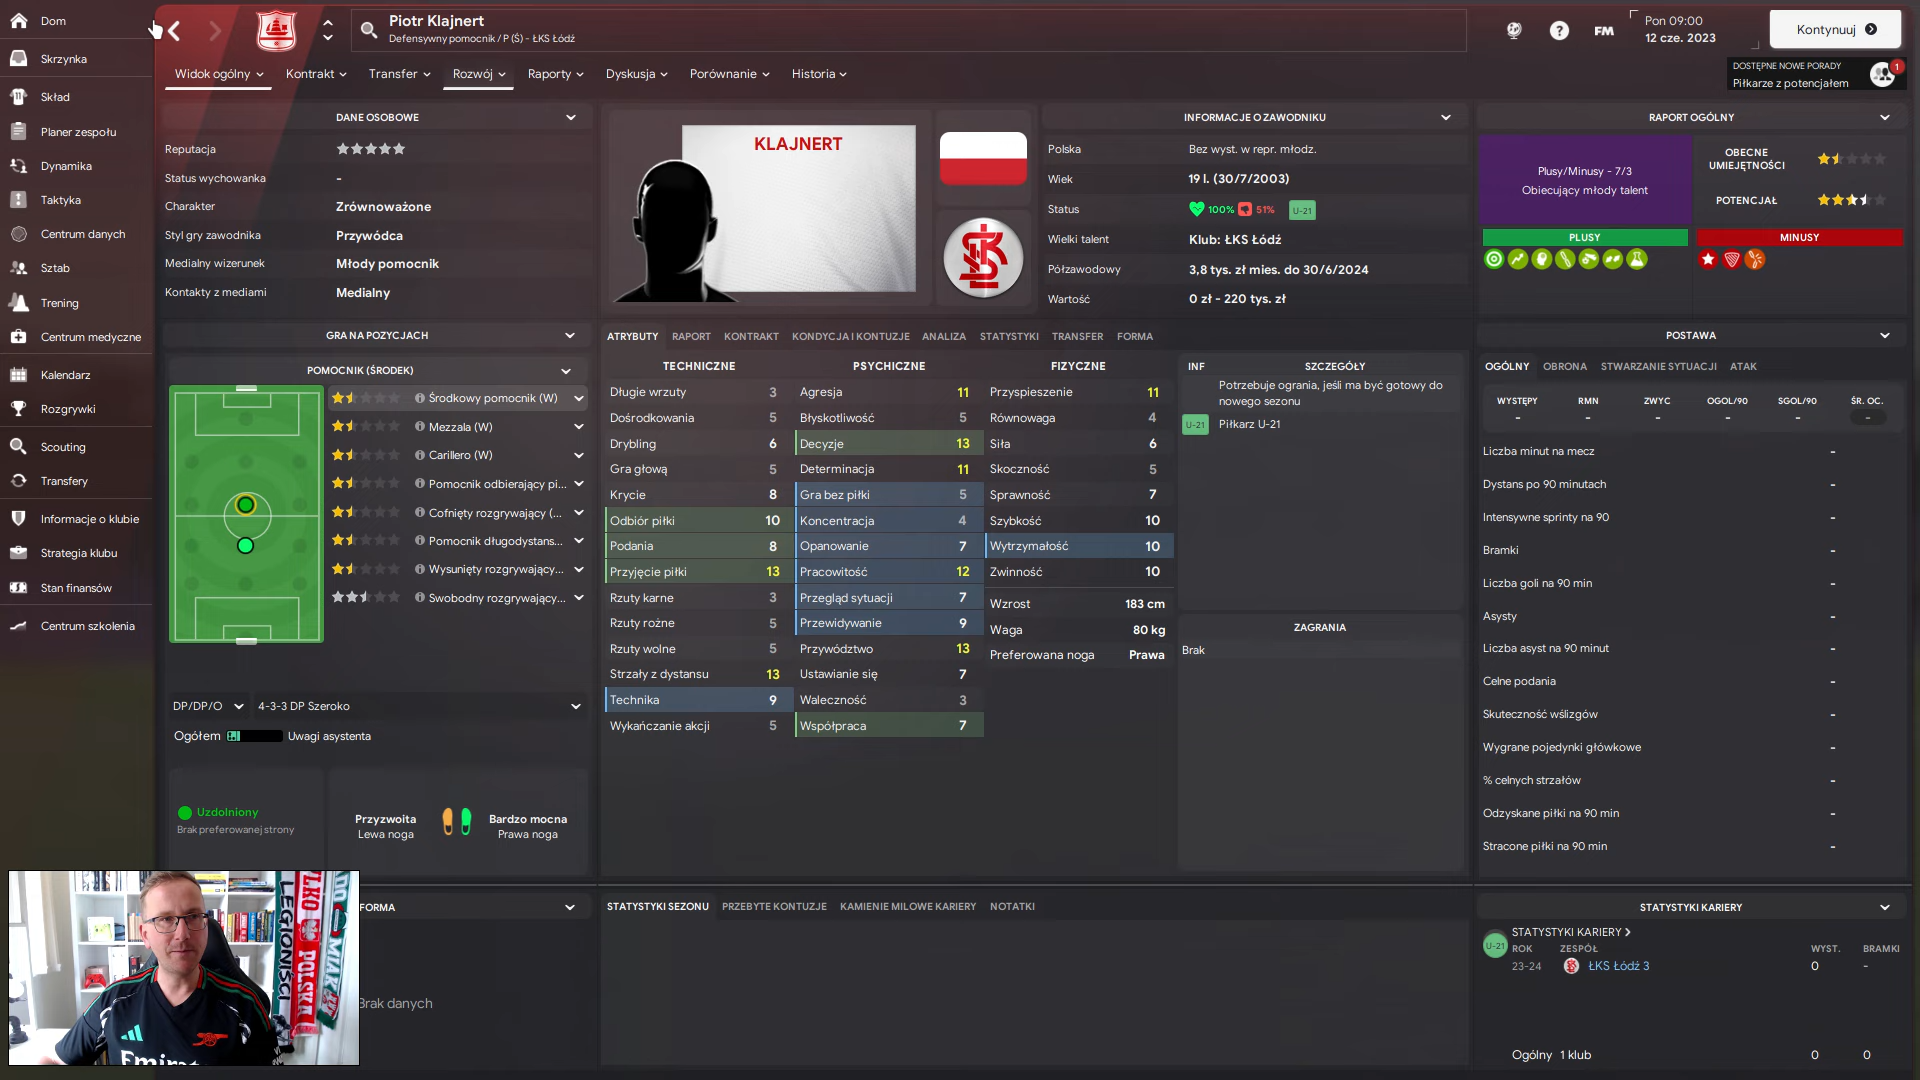 Dom
Skrzynka
Skład
Planer zespołu
Dynamika
Taktyka
Centrum danych
Sztab
Trening
Centrum medyczne
Kalendarz
Rozgrywki
Scouting
Transfery
Informacje o klubie
Strategia klubu
Stan finansów
Centrum szkolenia
Piotr Klajnert
Defensywny pomocnik / P (Ś) - ŁKS Łódź
FM
Pon 09:00
12 cze. 2023
Kontynuuj
Widok ogólny
Kontrakt
Transfer
Rozwój
Raporty
Dyskusja
Porównanie
Historia
DOSTĘPNE NOWE PORADY
Piłkarze z potencjałem
1
DANE OSOBOWE
Reputacja
Status wychowanka -
Charakter Zrównoważone
Styl gry zawodnika Przywódca
Medialny wizerunek Młody pomocnik
Kontakty z mediami Medialny
KLAJNERT
INFORMACJE O ZAWODNIKU
Polska Bez wyst. w repr. młodz.
Wiek 19 l. (30/7/2003)
Status 100% 51% U-21
Wielki talent Klub: ŁKS Łódź
Półzawodowy 3,8 tys. zł mies. do 30/6/2024
Wartość 0 zł - 220 tys. zł
RAPORT OGÓLNY
Plusy/Minusy - 7/3
Obiecujący młody talent
OBECNE
UMIEJĘTNOŚCI
POTENCJAŁ
PLUSY
MINUSY
GRA NA POZYCJACH
POMOCNIK (ŚRODEK)
Środkowy pomocnik (W)
Mezzala (W)
Carillero (W)
Pomocnik odbierający pi...
Cofnięty rozgrywający (...
Pomocnik długodystans...
Wysunięty rozgrywający...
Swobodny rozgrywający...
DP/DP/O
4-3-3 DP Szeroko
Ogółem
Uwagi asystenta
Uzdolniony
Brak preferowanej strony
Przyzwoita
Lewa noga
Bardzo mocna
Prawa noga
ATRYBUTY
RAPORT
KONTRAKT
KONDYCJA I KONTUZJE
ANALIZA
STATYSTYKI
TRANSFER
FORMA
TECHNICZNE
Długie wrzuty 3
Dośrodkowania 5
Drybling 6
Gra głową 5
Krycie 8
Odbiór piłki 10
Podania 8
Przyjęcie piłki 13
Rzuty karne 3
Rzuty rożne 5
Rzuty wolne 5
Strzały z dystansu 13
Technika 9
Wykańczanie akcji 5
PSYCHICZNE
Agresja 11
Błyskotliwość 5
Decyzje 13
Determinacja 11
Gra bez piłki 5
Koncentracja 4
Opanowanie 7
Pracowitość 12
Przegląd sytuacji 7
Przewidywanie 9
Przywództwo 13
Ustawianie się 7
Waleczność 3
Współpraca 7
FIZYCZNE
Przyspieszenie 11
Równowaga 4
Siła 6
Skoczność 5
Sprawność 7
Szybkość 10
Wytrzymałość 10
Zwinność 10
Wzrost 183 cm
Waga 80 kg
Preferowana noga Prawa
INF SZCZEGÓŁY
Potrzebuje ogrania, jeśli ma być gotowy do
nowego sezonu
U-21 Piłkarz U-21
ZAGRANIA
Brak
POSTAWA
OGÓLNY
OBRONA
STWARZANIE SYTUACJI
ATAK
WYSTĘPY RMN ZWYC OGOL/90 SGOL/90 ŚR. OC.
- - - - - -
Liczba minut na mecz -
Dystans po 90 minutach -
Intensywne sprinty na 90 -
Bramki -
Liczba goli na 90 min -
Asysty -
Liczba asyst na 90 minut -
Celne podania -
Skuteczność wślizgów -
Wygrane pojedynki główkowe -
% celnych strzałów -
Odzyskane piłki na 90 min -
Stracone piłki na 90 min -
FORMA
Brak danych
STATYSTYKI SEZONU
PRZEBYTE KONTUZJE
KAMIENIE MILOWE KARIERY
NOTATKI
STATYSTYKI KARIERY
U-21
STATYSTYKI KARIERY
ROK ZESPÓŁ WYST. BRAMKI
23-24 ŁKS Łódź 3 0 -
Ogólny 1 klub 0 0
LEGIONIŚCI
POLSKA